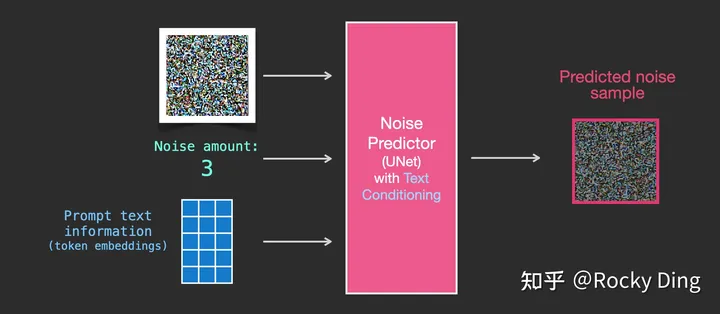 Noise amount:
3
Prompt text
information
(token embeddings)
Noise
Predictor
(UNet)
with Text
Conditioning
Predicted noise
sample
知乎 @Rocky Ding